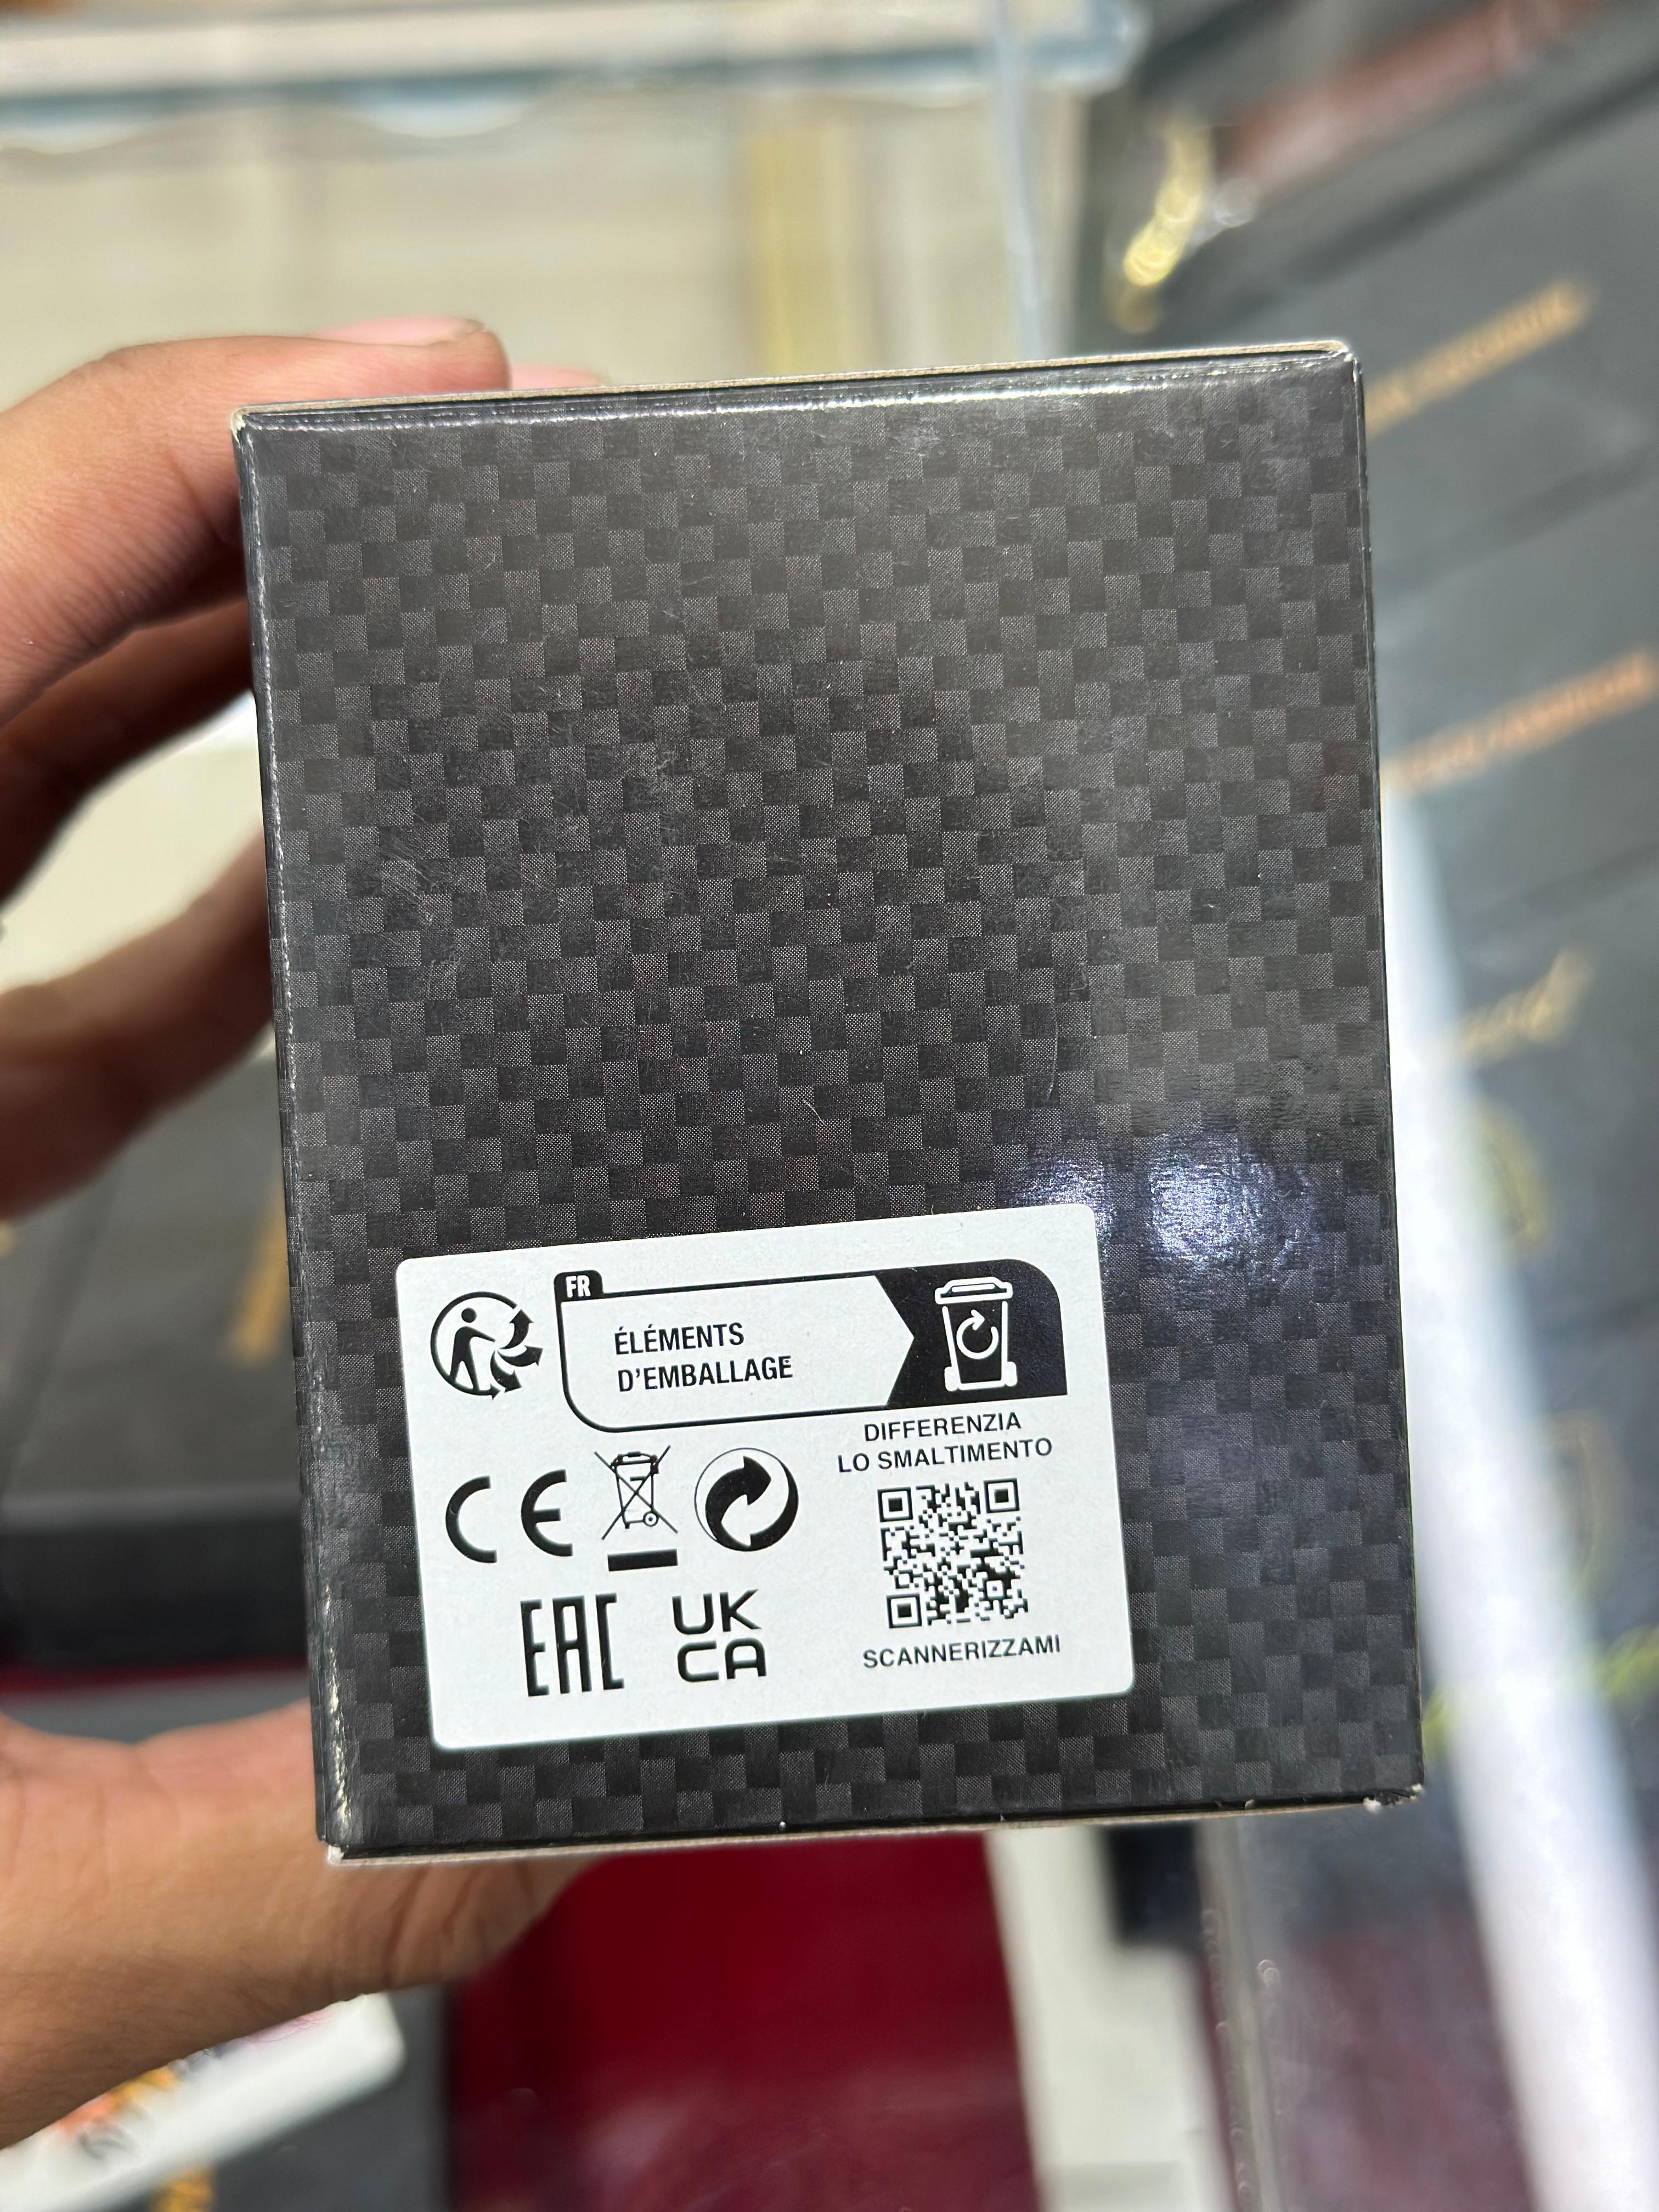 FR
ÉLÉMENTS
D'EMBALLAGE
DIFFERENZIA
LO SMALTIMENTO
CE
EAC
UK
CA
SCANNERIZZAMI